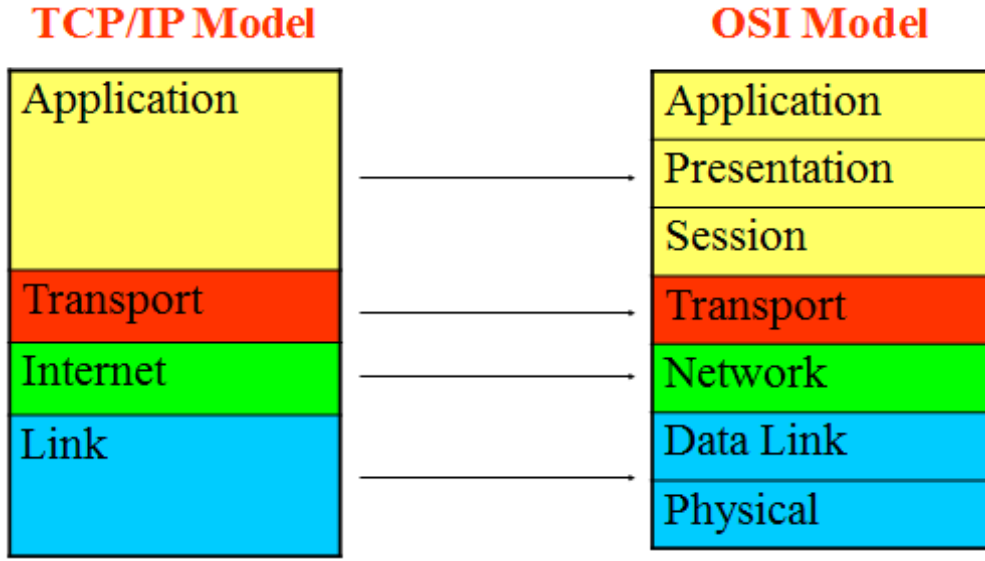 TCP/IP Model
Application
Transport
Internet
Link
OSI Model
Application
Presentation
Session
Transport
Network
Data Link
Physical